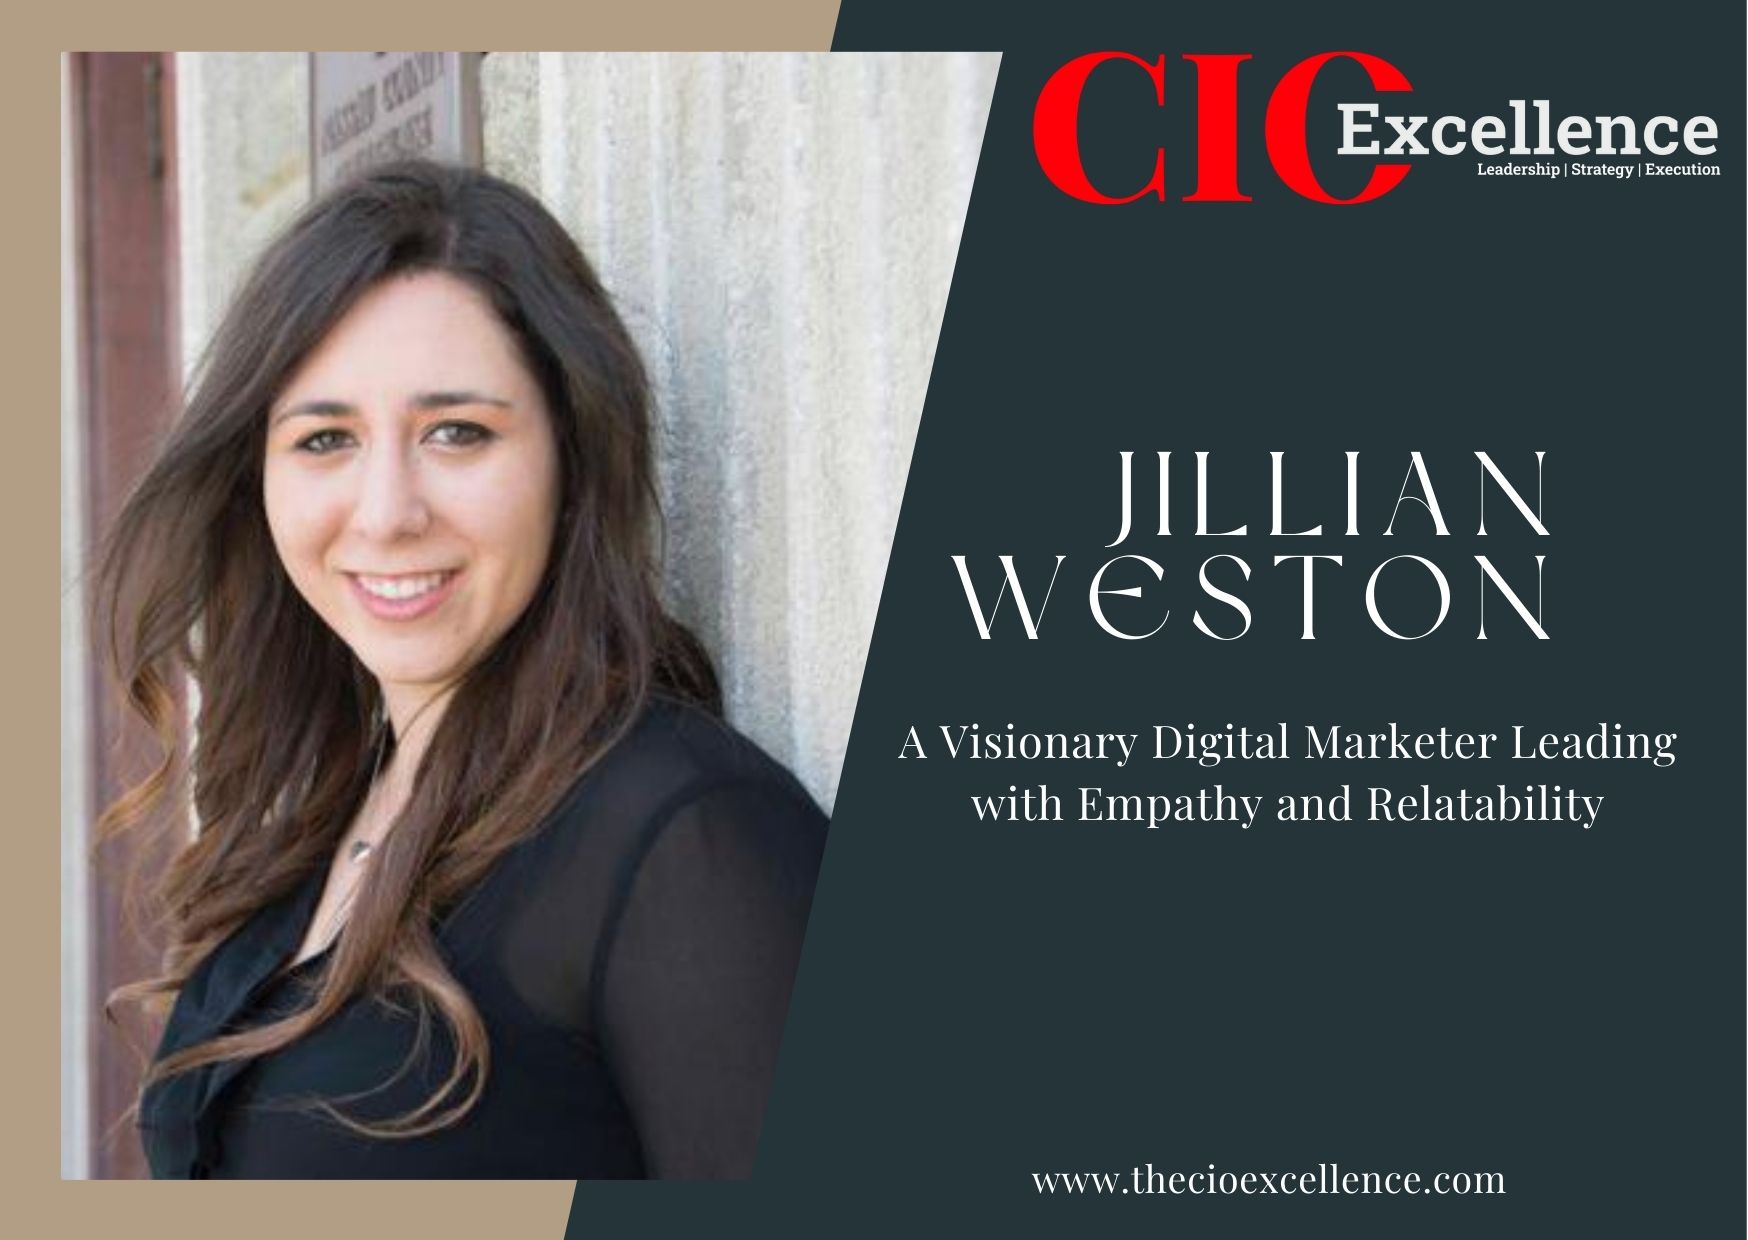 CIO
Excellence
Leadership | Strategy | Execution
JILLIAN
WESTON
A Visionary Digital Marketer Leading
with Empathy and Relatability
www.thecioexcellence.com